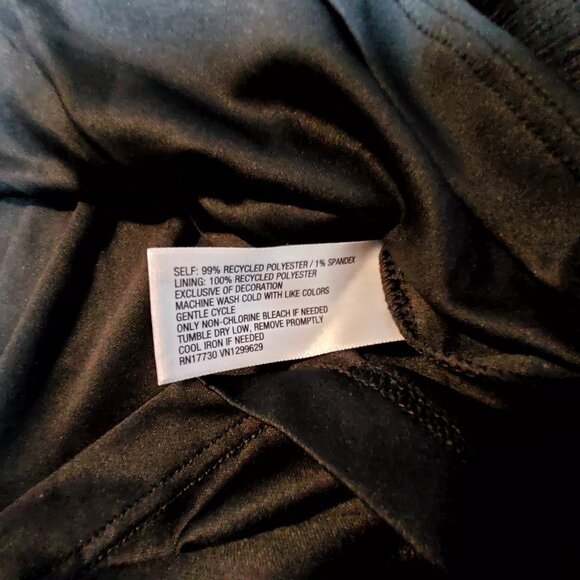 SELF: 99% RECYCLED POLYESTER / 1% SPANDEX
LINING: 100% RECYCLED POLYESTER
EXCLUSIVE OF DECORATION
MACHINE WASH COLD WITH LIKE COLORS
GENTLE CYCLE
ONLY NON-CHLORINE BLEACH IF NEEDED
TUMBLE DRY LOW, REMOVE PROMPTLY
COOL IRON IF NEEDED
RN17730 VN1299629